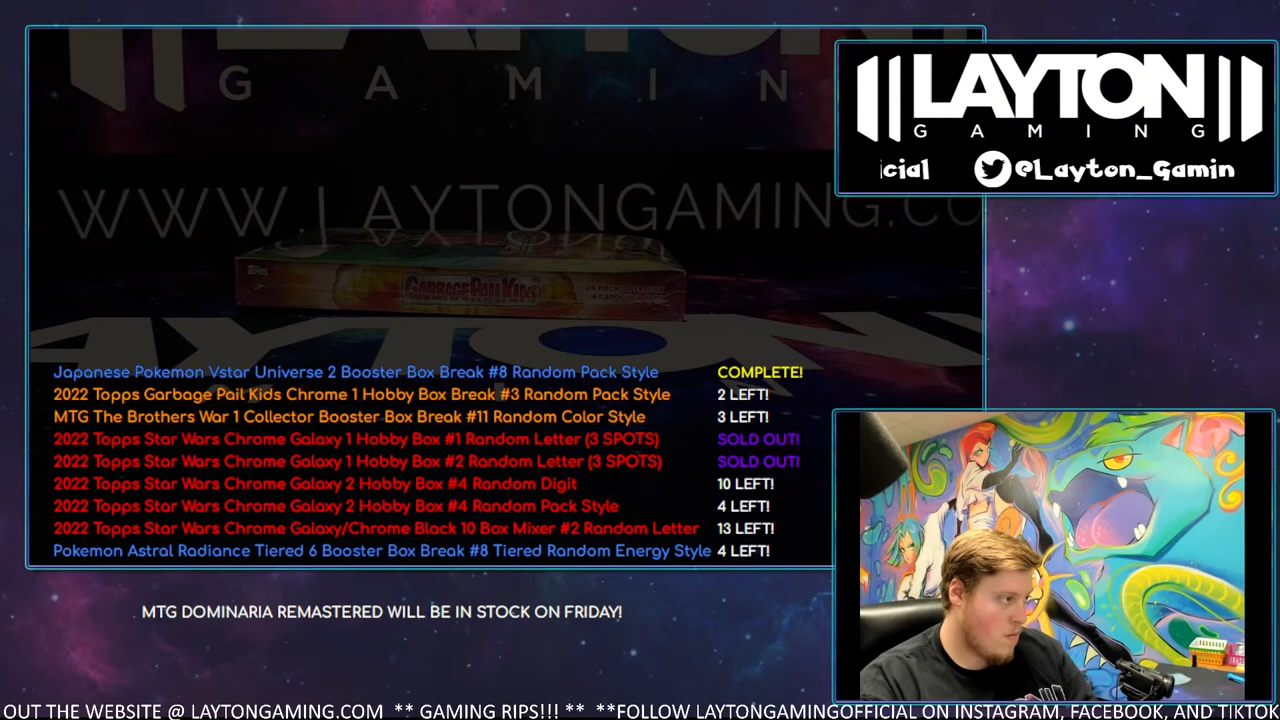 LAYTON
G A M I N
WWW.LAYTONGAMING.CO
TOPPS
GARBAGE PAIL KIDS
LAYTON
LAYTON
G A M I N G
icial @Layton_Gamin
Japanese Pokemon Vstar Universe 2 Booster Box Break #8 Random Pack Style COMPLETE!
2022 Topps Garbage Pail Kids Chrome 1 Hobby Box Break #3 Random Pack Style 2 LEFT!
MTG The Brothers War 1 Collector Booster Box Break #11 Random Color Style 3 LEFT!
2022 Topps Star Wars Chrome Galaxy 1 Hobby Box #1 Random Letter (3 SPOTS) SOLD OUT!
2022 Topps Star Wars Chrome Galaxy 1 Hobby Box #2 Random Letter (3 SPOTS) SOLD OUT!
2022 Topps Star Wars Chrome Galaxy 2 Hobby Box #4 Random Digit 10 LEFT!
2022 Topps Star Wars Chrome Galaxy 2 Hobby Box #4 Random Pack Style 4 LEFT!
2022 Topps Star Wars Chrome Galaxy/Chrome Black 10 Box Mixer #2 Random Letter 13 LEFT!
Pokemon Astral Radiance Tiered 6 Booster Box Break #8 Tiered Random Energy Style 4 LEFT!
MTG DOMINARIA REMASTERED WILL BE IN STOCK ON FRIDAY!
OUT THE WEBSITE @ LAYTONGAMING.COM ** GAMING RIPS!!! ** **FOLLOW LAYTONGAMINGOFFICIAL ON INSTAGRAM, FACEBOOK, AND TIKTOK